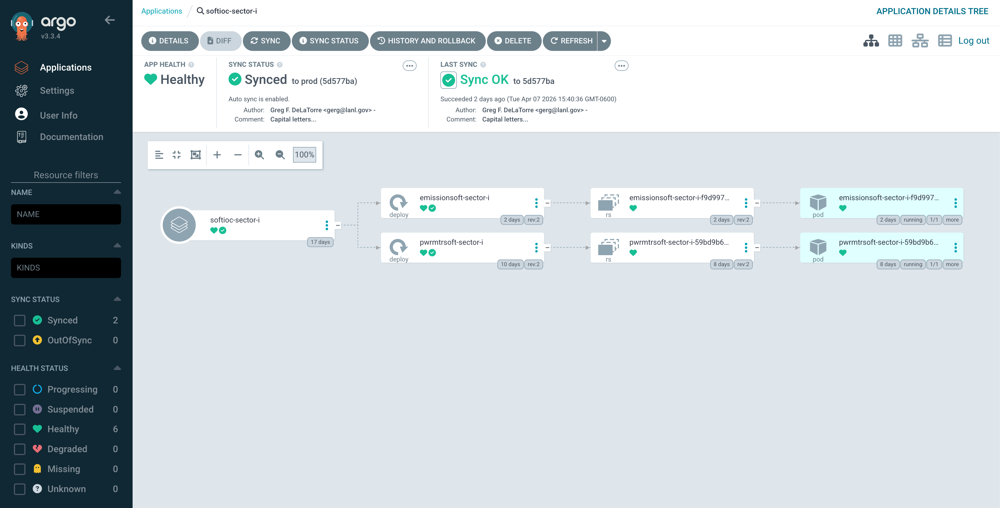 argo
v3.3.4
Applications
Settings
User Info
Documentation
Resource filters
NAME
NAME
KINDS
KINDS
SYNC STATUS
Synced 2
OutOfSync 0
HEALTH STATUS
Progressing 0
Suspended 0
Healthy 6
Degraded 0
Missing 0
Unknown 0
Applications / softioc-sector-i
APPLICATION DETAILS TREE
DETAILS DIFF SYNC SYNC STATUS HISTORY AND ROLLBACK DELETE REFRESH
Log out
APP HEALTH ?
Healthy
SYNC STATUS ?
Synced to prod (5d577ba)
Auto sync is enabled.
Author: Greg F. DeLaTorre <gerg@lanl.gov> -
Comment: Capital letters...
LAST SYNC ?
Sync OK to 5d577ba
Succeeded 2 days ago (Tue Apr 07 2026 15:40:36 GMT-0600)
Author: Greg F. DeLaTorre <gerg@lanl.gov> -
Comment: Capital letters...
100%
softioc-sector-i
17 days
emissionsoft-sector-i
deploy
2 days rev:2
emissionsoft-sector-i-f9d997...
rs
2 days rev:2
emissionsoft-sector-i-f9d997...
pod
2 days running 1/1 more
pwrmtrsoft-sector-i
deploy
10 days rev:2
pwrmtrsoft-sector-i-59bd9b6...
rs
8 days rev:2
pwrmtrsoft-sector-i-59bd9b6...
pod
8 days running 1/1 more